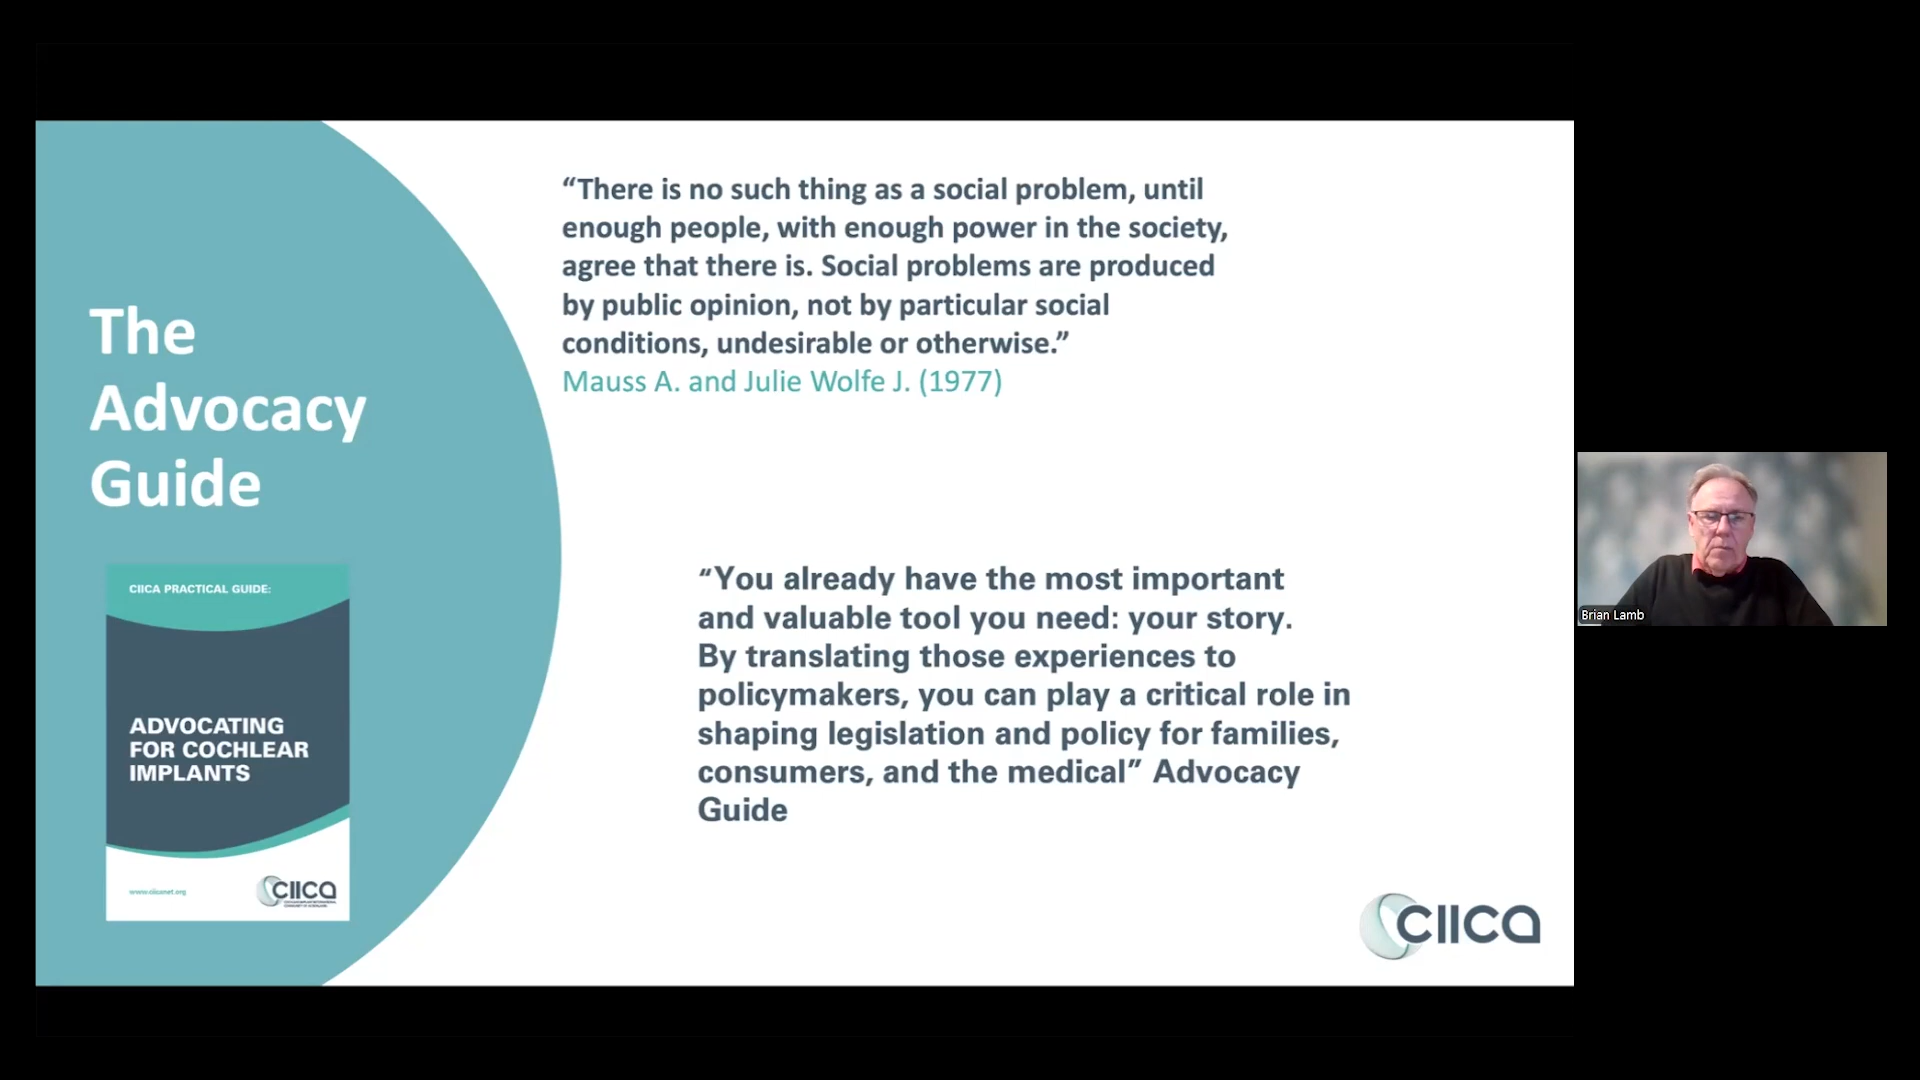 The
Advocacy
Guide
CIICA PRACTICAL GUIDE:
ADVOCATING
FOR COCHLEAR
IMPLANTS
www.ciicanet.org
CIICA
“There is no such thing as a social problem, until
enough people, with enough power in the society,
agree that there is. Social problems are produced
by public opinion, not by particular social
conditions, undesirable or otherwise.”
Mauss A. and Julie Wolfe J. (1977)
“You already have the most important
and valuable tool you need: your story.
By translating those experiences to
policymakers, you can play a critical role in
shaping legislation and policy for families,
consumers, and the medical” Advocacy
Guide
CIICA
Brian Lamb